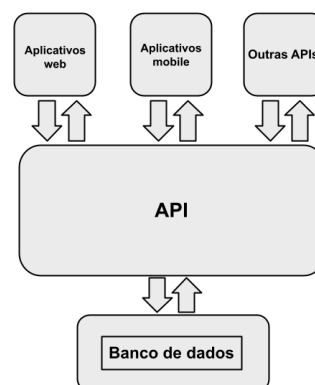 Aplicativos
web
Aplicativos
mobile
Outras APIs
API
Banco de dados